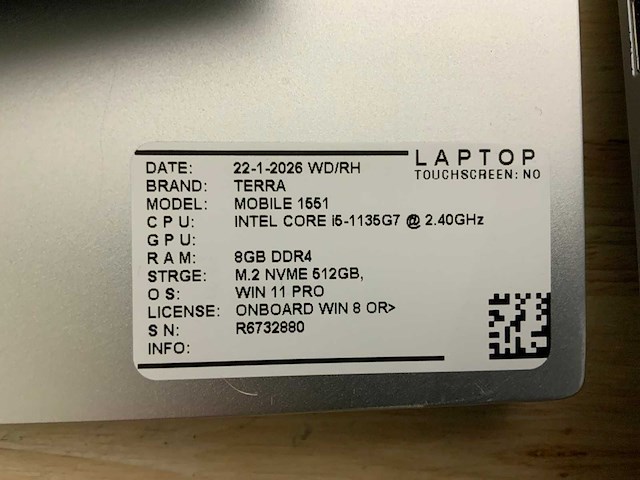 LAPTOP
TOUCHSCREEN: NO
DATE: 22-1-2026 WD/RH
BRAND: TERRA
MODEL: MOBILE 1551
CPU: INTEL CORE i5-1135G7 @ 2.40GHz
GPU:
RAM: 8GB DDR4
STRGE: M.2 NVME 512GB,
OS: WIN 11 PRO
LICENSE: ONBOARD WIN 8 OR>
SN: R6732880
INFO: